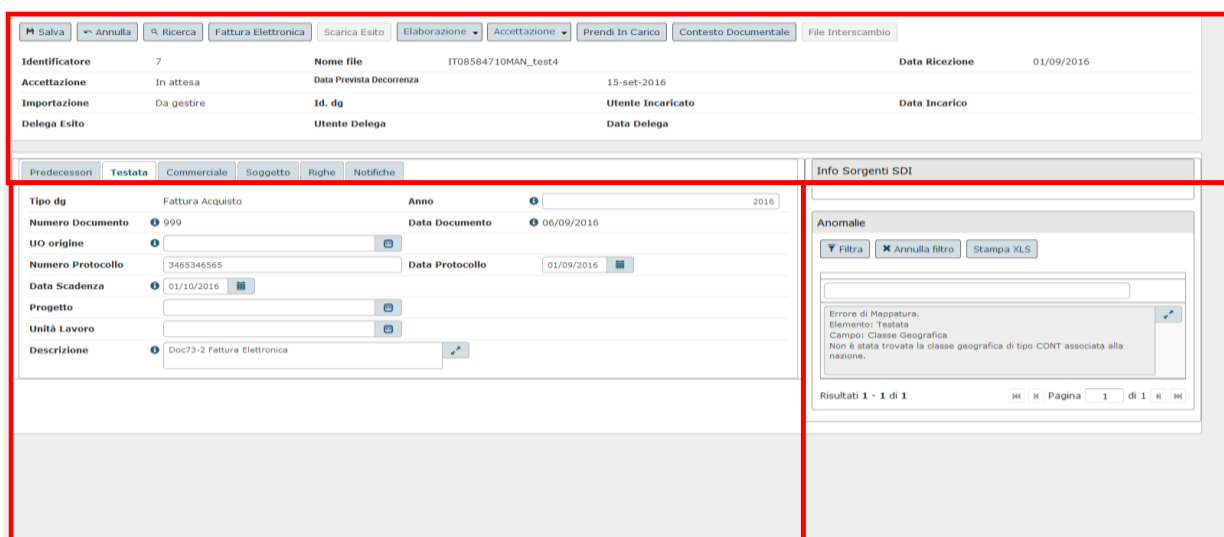 Salva Annulla Ricerca Fattura Elettronica Scarica Esito Elaborazione Accettazione Prendi In Carico Contesto Documentale File Interscambio
Identificatore 7 Nome file IT08584710MAN_test4 Data Ricezione 01/09/2016
Accettazione In attesa Data Prevista Decorrenza 15-set-2016
Importazione Da gestire Id. dg Utente Incaricato Data Incarico
Delega Esito Utente Delega Data Delega
Predecessori Testata Commerciale Soggetto Righe Notifiche
Tipo dg Fattura Acquisto Anno 2016
Numero Documento 999 Data Documento 06/09/2016
UO origine
Numero Protocollo 3465346565 Data Protocollo 01/09/2016
Data Scadenza 01/10/2016
Progetto
Unità Lavoro
Descrizione Doc73-2 Fattura Elettronica
Info Sorgenti SDI
Anomalie
Filtra Annulla filtro Stampa XLS
Errore di Mappatura.
Elemento: Testata
Campo: Classe Geografica
Non è stata trovata la classe geografica di tipo CONT associata alla
nazione.
Risultati 1 - 1 di 1 Pagina 1 di 1